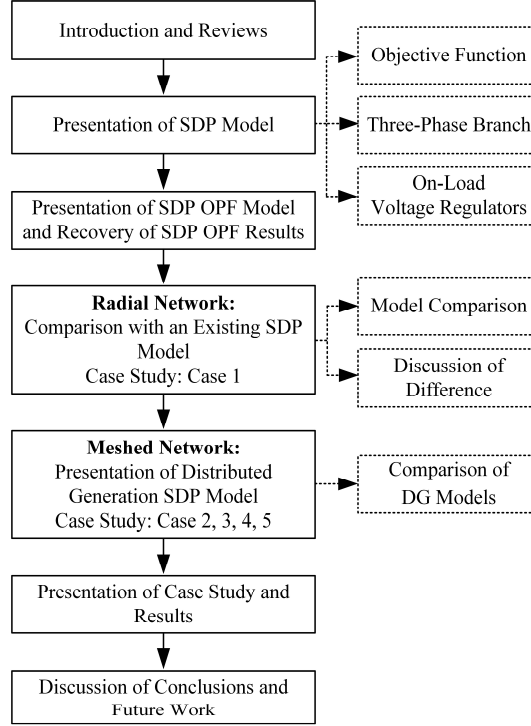 Introduction and Reviews
Objective Function
Presentation of SDP Model
Three-Phase Branch
On-Load
Voltage Regulators
Presentation of SDP OPF Model
and Recovery of SDP OPF Results
Radial Network:
Comparison with an Existing SDP
Model
Case Study: Case 1
Model Comparison
Discussion of
Difference
Meshed Network:
Presentation of Distributed
Generation SDP Model
Case Study: Case 2, 3, 4, 5
Comparison of
DG Models
Presentation of Case Study and
Results
Discussion of Conclusions and
Future Work